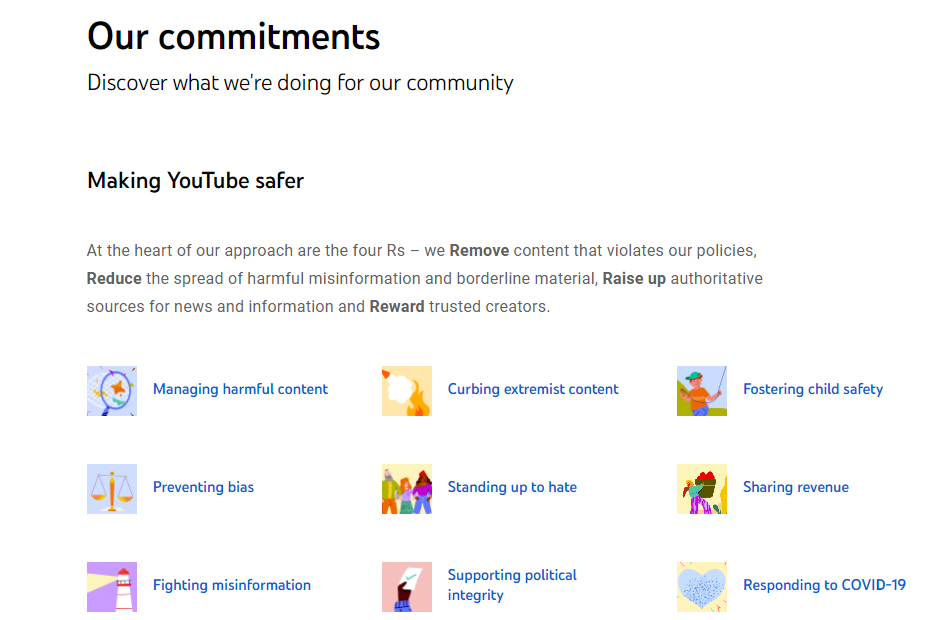 Our commitments
Discover what we're doing for our community
Making YouTube safer
At the heart of our approach are the four Rs – we Remove content that violates our policies,
Reduce the spread of harmful misinformation and borderline material, Raise up authoritative
sources for news and information and Reward trusted creators.
Managing harmful content
Curbing extremist content
Fostering child safety
Preventing bias
Standing up to hate
Sharing revenue
Fighting misinformation
Supporting political
integrity
Responding to COVID-19